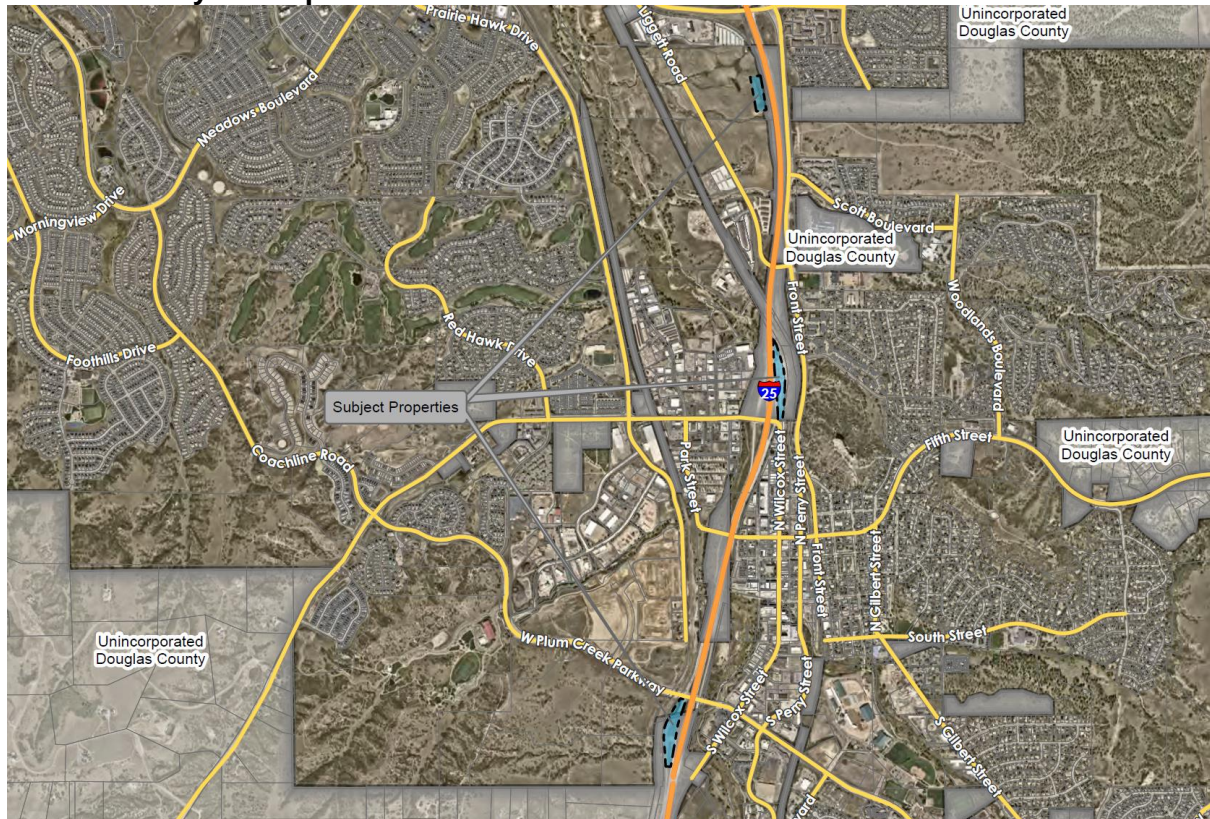 Prairie Hawk Drive
uggett Road
Unincorporated
Douglas County
Meadows Boulevard
Morningview Drive
Scott Boulevard
Unincorporated
Douglas County
Woodlands Boulevard
Front Street
Red Hawk Drive
Foothills Drive
25
Subject Properties
Fifth Street
Unincorporated
Douglas County
Coachline Road
Park Street
N Wilcox Street
N Perry Street
Front Street
N Gilbert Street
South Street
Unincorporated
Douglas County
W Plum Creek Parkway
S Wilcox Street
S Perry Street
S Gilbert Street
vard